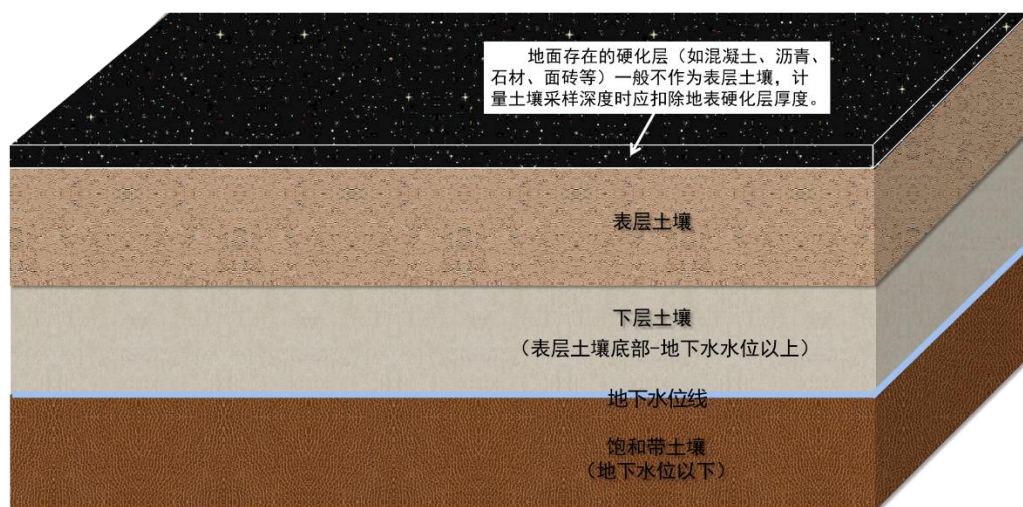 地面存在的硬化层（如混凝土、沥青、
石材、面砖等）一般不作为表层土壤，计
量土壤采样深度时应扣除地表硬化层厚度。
表层土壤
下层土壤
（表层土壤底部-地下水水位以上）
地下水位线
饱和带土壤
（地下水位以下）